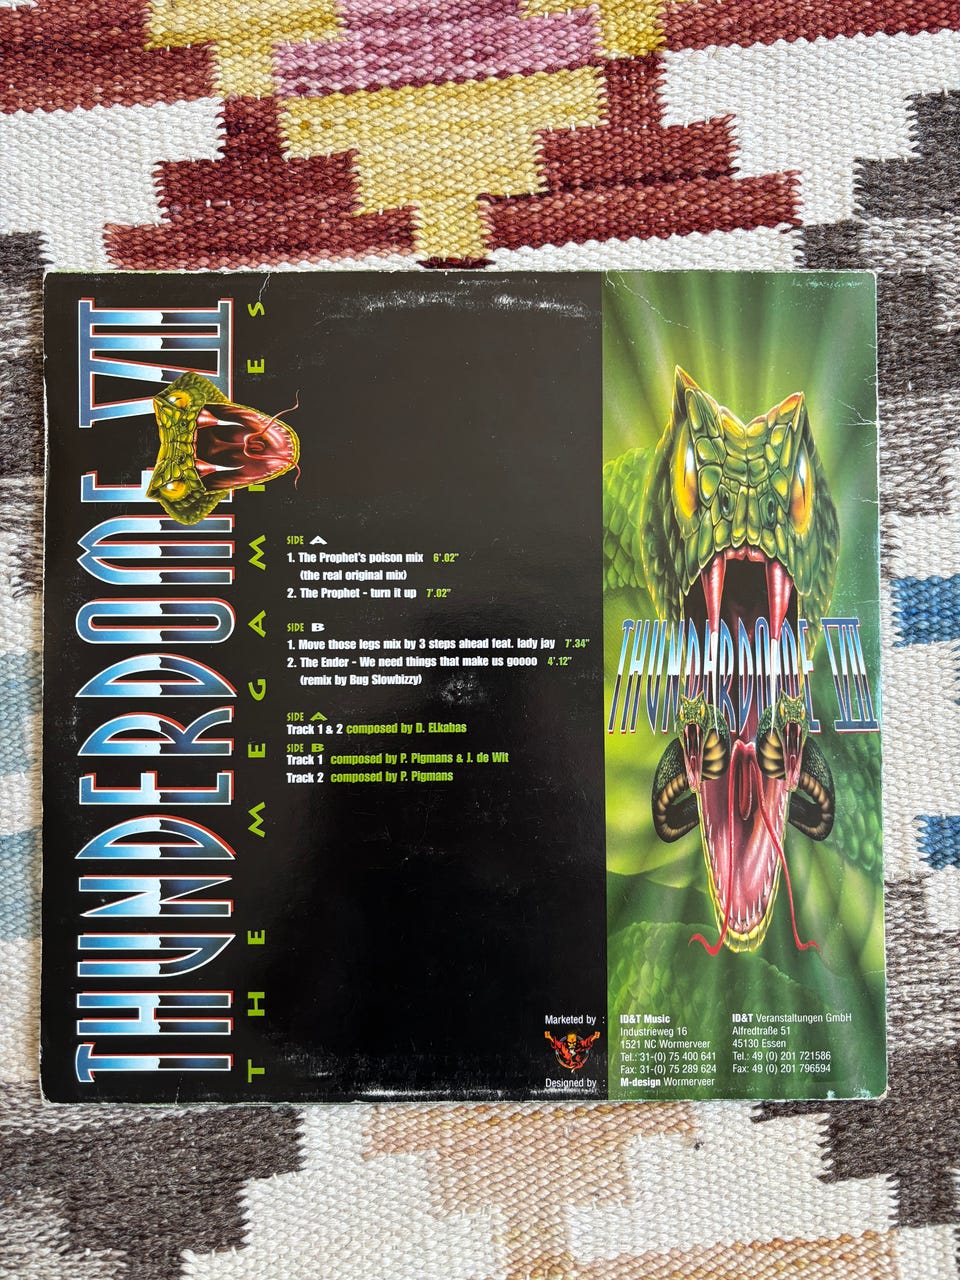 THUNDERDOME VII
THE MEGAMIXES
SIDE A
1. The Prophet's poison mix 6'.02"
(the real original mix)
2. The Prophet - turn it up 7'.02"
SIDE B
1. Move those legs mix by 3 steps ahead feat. lady jay 7'.34"
2. The Ender - We need things that make us goooo 4'.12"
(remix by Bug Slowbizzy)
SIDE A
Track 1 & 2 composed by D. ELkabas
SIDE B
Track 1 composed by P. Pigmans & J. de Wit
Track 2 composed by P. Pigmans
THUNDERDOME VII
Marketed by :
Designed by :
ID&T Music
Industrieweg 16
1521 NC Wormerveer
Tel.: 31-(0) 75 400 641
Fax: 31-(0) 75 289 624
M-design Wormerveer
ID&T Veranstaltungen GmbH
Alfredtraße 51
45130 Essen
Tel.: 49 (0) 201 721586
Fax: 49 (0) 201 796594